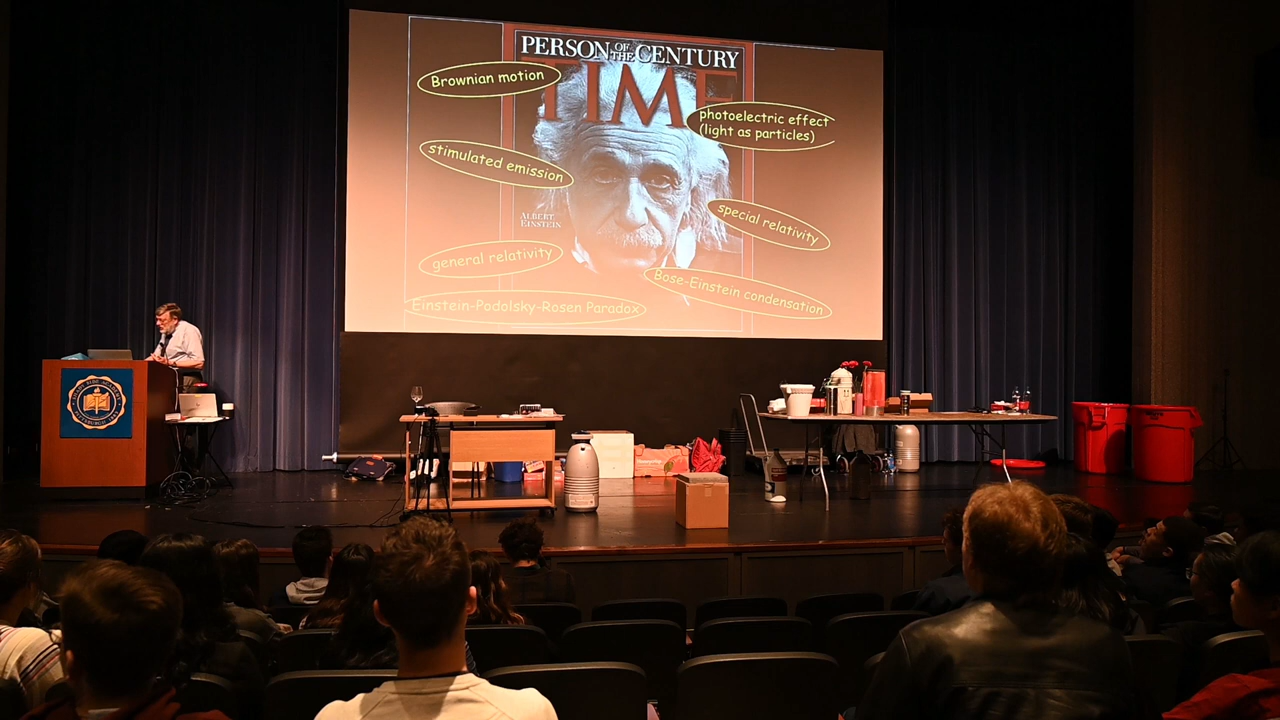 PERSON OF THE CENTURY
TIME
Brownian motion
photoelectric effect
(light as particles)
stimulated emission
special relativity
ALBERT
EINSTEIN
general relativity
Bose-Einstein condensation
Einstein-Podolsky-Rosen Paradox